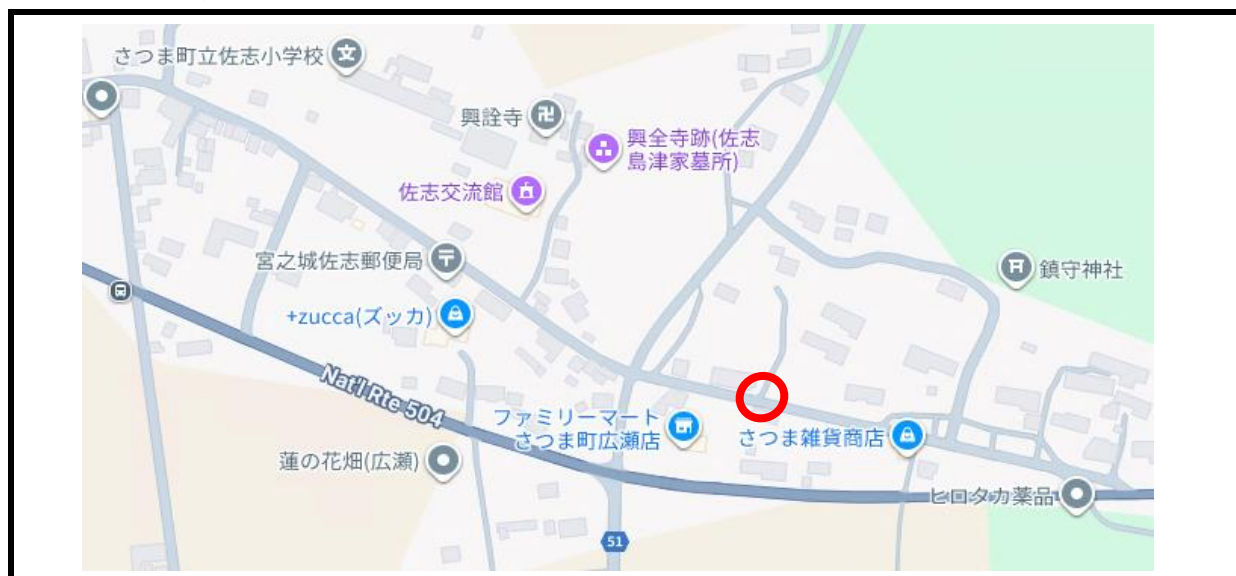 さつま町立佐志小学校
興詮寺
興全寺跡(佐志
島津家墓所)
佐志交流館
宮之城佐志郵便局
鎮守神社
+zucca(ズッカ)
Nat'l Rte 504
ファミリーマート
さつま町広瀬店
さつま雑貨商店
蓮の花畑(広瀬)
ヒロタカ薬品
51